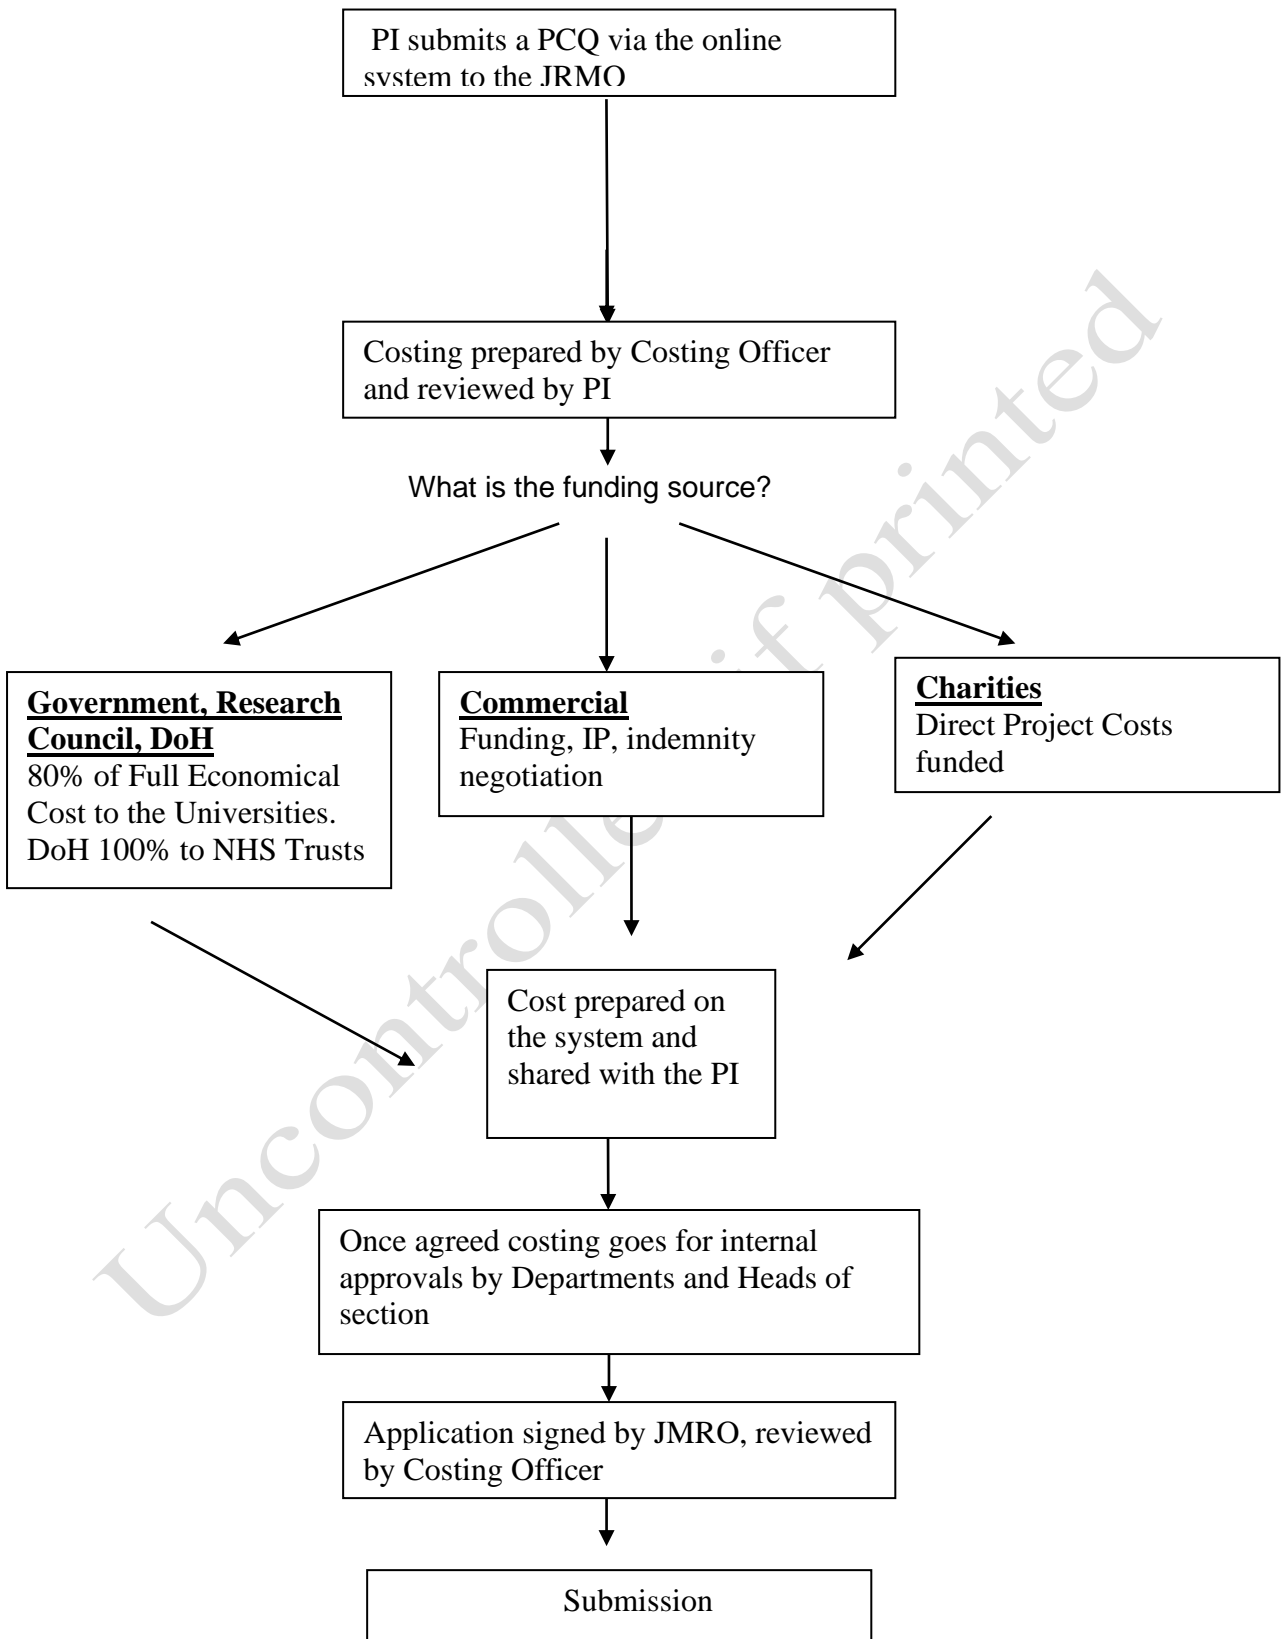 PI submits a PCQ via the online
system to the JRMO
Costing prepared by Costing Officer
and reviewed by PI
What is the funding source?
Government, Research
Council, DoH
80% of Full Economical
Cost to the Universities.
DoH 100% to NHS Trusts
Commercial
Funding, IP, indemnity
negotiation
Charities
Direct Project Costs
funded
Cost prepared on
the system and
shared with the PI
Once agreed costing goes for internal
approvals by Departments and Heads of
section
Application signed by JMRO, reviewed
by Costing Officer
Submission
Uncontrolled if printed